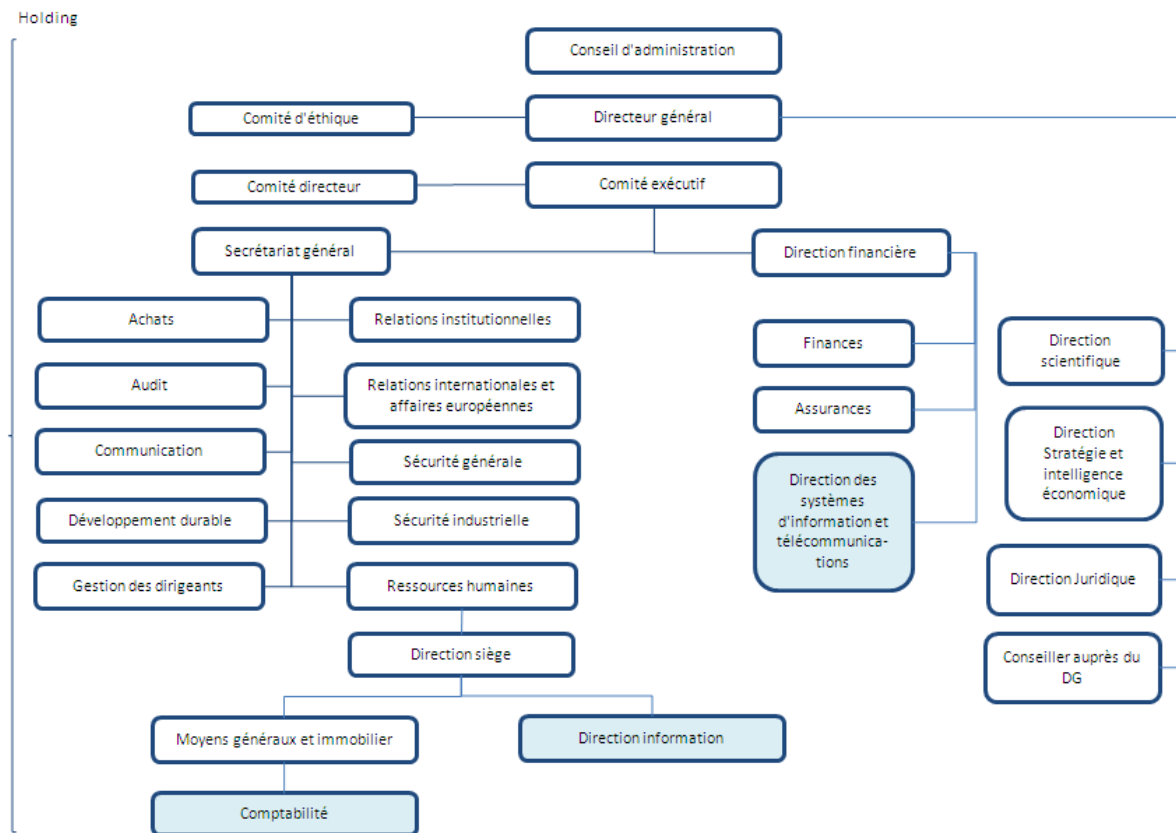 Holding
Conseil d'administration
Comité d'éthique
Directeur général
Comité directeur
Comité exécutif
Secrétariat général
Direction financière
Achats
Relations institutionnelles
Finances
Direction
scientifique
Audit
Relations internationales et
affaires européennes
Assurances
Communication
Sécurité générale
Direction
Stratégie et
intelligence
économique
Direction des
systèmes
d'information et
télécommunica-
tions
Développement durable
Sécurité industrielle
Gestion des dirigeants
Ressources humaines
Direction Juridique
Direction siège
Conseiller auprès du
DG
Moyens généraux et immobilier
Direction information
Comptabilité